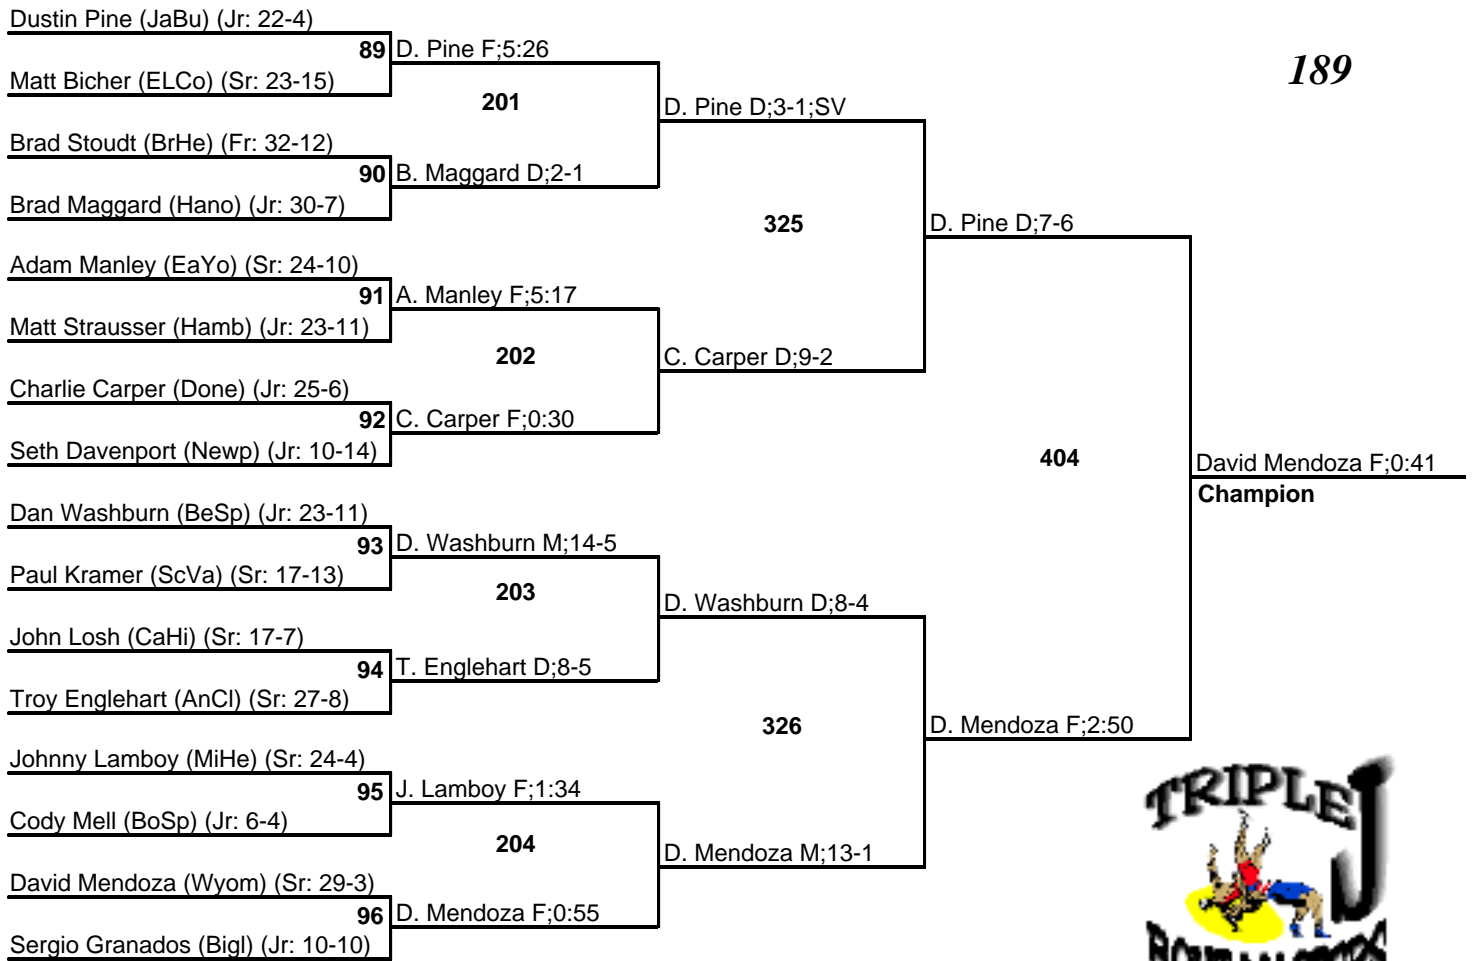 Dustin Pine (JaBu) (Jr: 22-4)
89 D. Pine F;5:26
189
Matt Bicher (ELCo) (Sr: 23-15)
201
D. Pine D;3-1;SV
Brad Stoudt (BrHe) (Fr: 32-12)
90 B. Maggard D;2-1
Brad Maggard (Hano) (Jr: 30-7)
325
D. Pine D;7-6
Adam Manley (EaYo) (Sr: 24-10)
91 A. Manley F;5:17
Matt Strausser (Hamb) (Jr: 23-11)
202
C. Carper D;9-2
Charlie Carper (Done) (Jr: 25-6)
92 C. Carper F;0:30
Seth Davenport (Newp) (Jr: 10-14)
404
David Mendoza F;0:41
Champion
Dan Washburn (BeSp) (Jr: 23-11)
93 D. Washburn M;14-5
Paul Kramer (ScVa) (Sr: 17-13)
203
D. Washburn D;8-4
John Losh (CaHi) (Sr: 17-7)
94 T. Englehart D;8-5
Troy Englehart (AnCl) (Sr: 27-8)
326
D. Mendoza F;2:50
Johnny Lamboy (MiHe) (Sr: 24-4)
95 J. Lamboy F;1:34
Cody Mell (BoSp) (Jr: 6-4)
204
D. Mendoza M;13-1
David Mendoza (Wyom) (Sr: 29-3)
96 D. Mendoza F;0:55
Sergio Granados (Bigl) (Jr: 10-10)
TRIPLE J